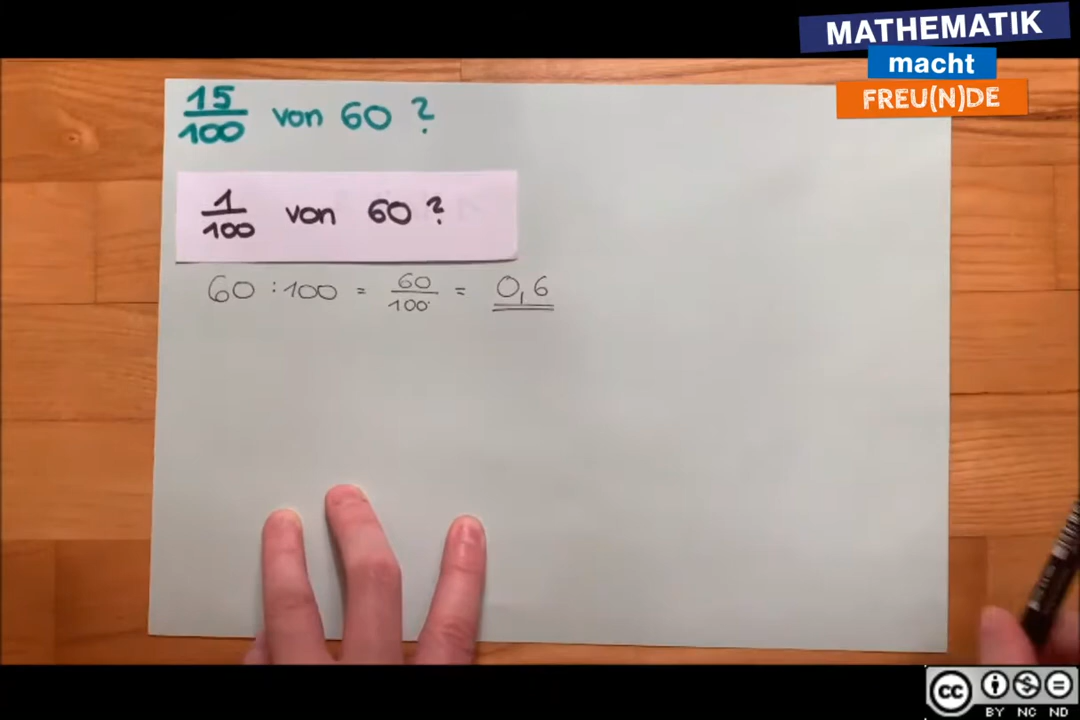 MATHEMATIK
macht
FREU(N)DE
15/100 von 60 ?
1/100 von 60 ?
60 : 100 = 60/100 = 0,6
cc
BY NC ND